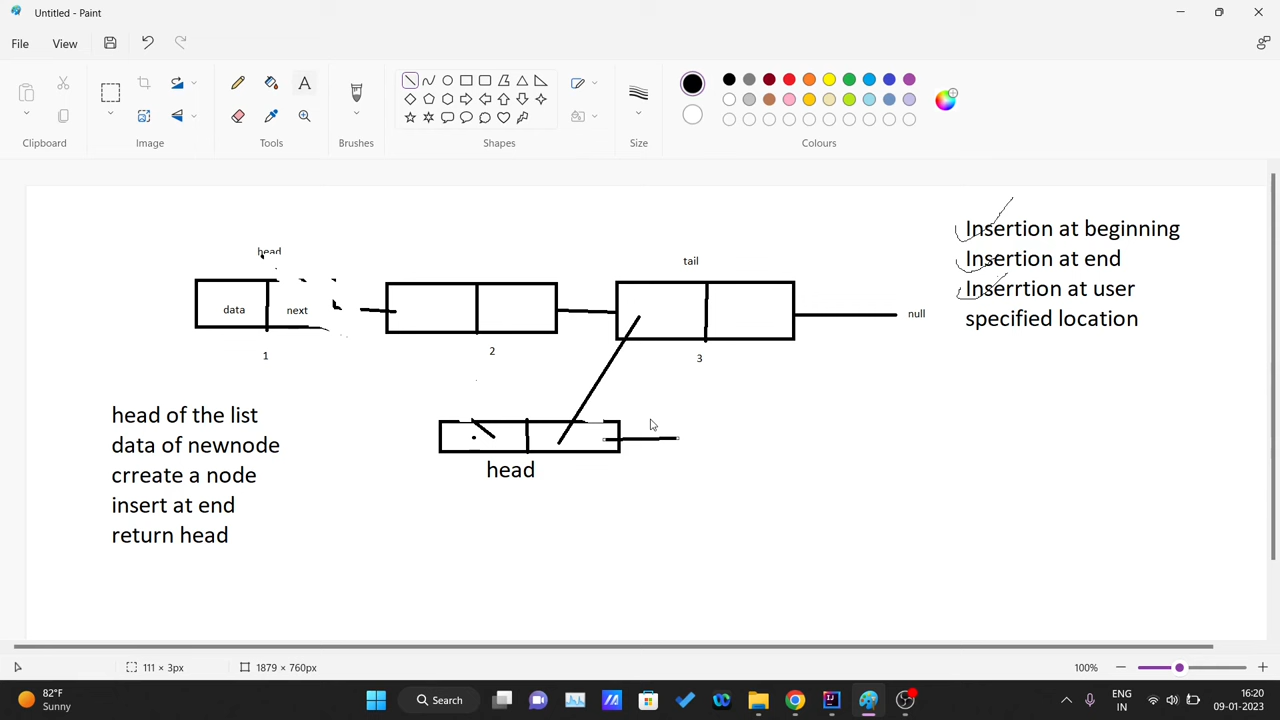 Untitled - Paint
File View
Clipboard Image Tools Brushes Shapes Size Colours
head
tail
data next
null
1
2
3
Insertion at beginning
Insertion at end
Inserrtion at user
specified location
head of the list
data of newnode
crreate a node
insert at end
return head
head
111 × 3px
1879 × 760px
100%
82°F
Sunny
Search
ENG
IN
16:20
09-01-2023